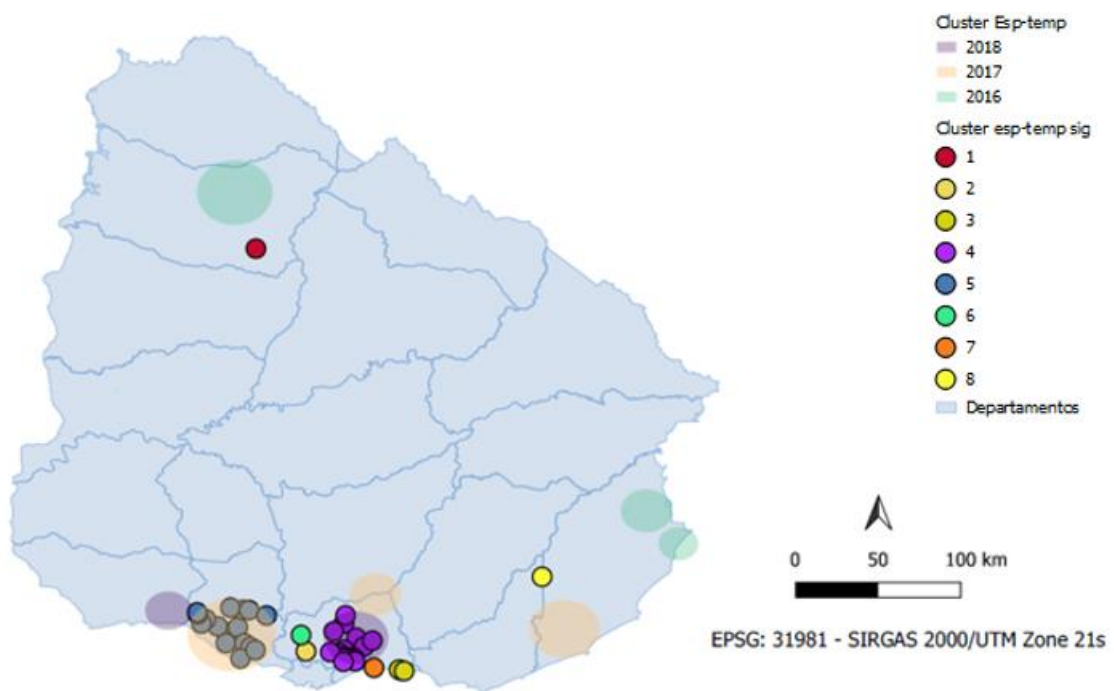 Cluster Esp-temp
2018
2017
2016
Cluster esp-temp sig
1
2
3
4
5
6
7
8
Departamentos
0 50 100 km
EPSG: 31981 - SIRGAS 2000/UTM Zone 21s